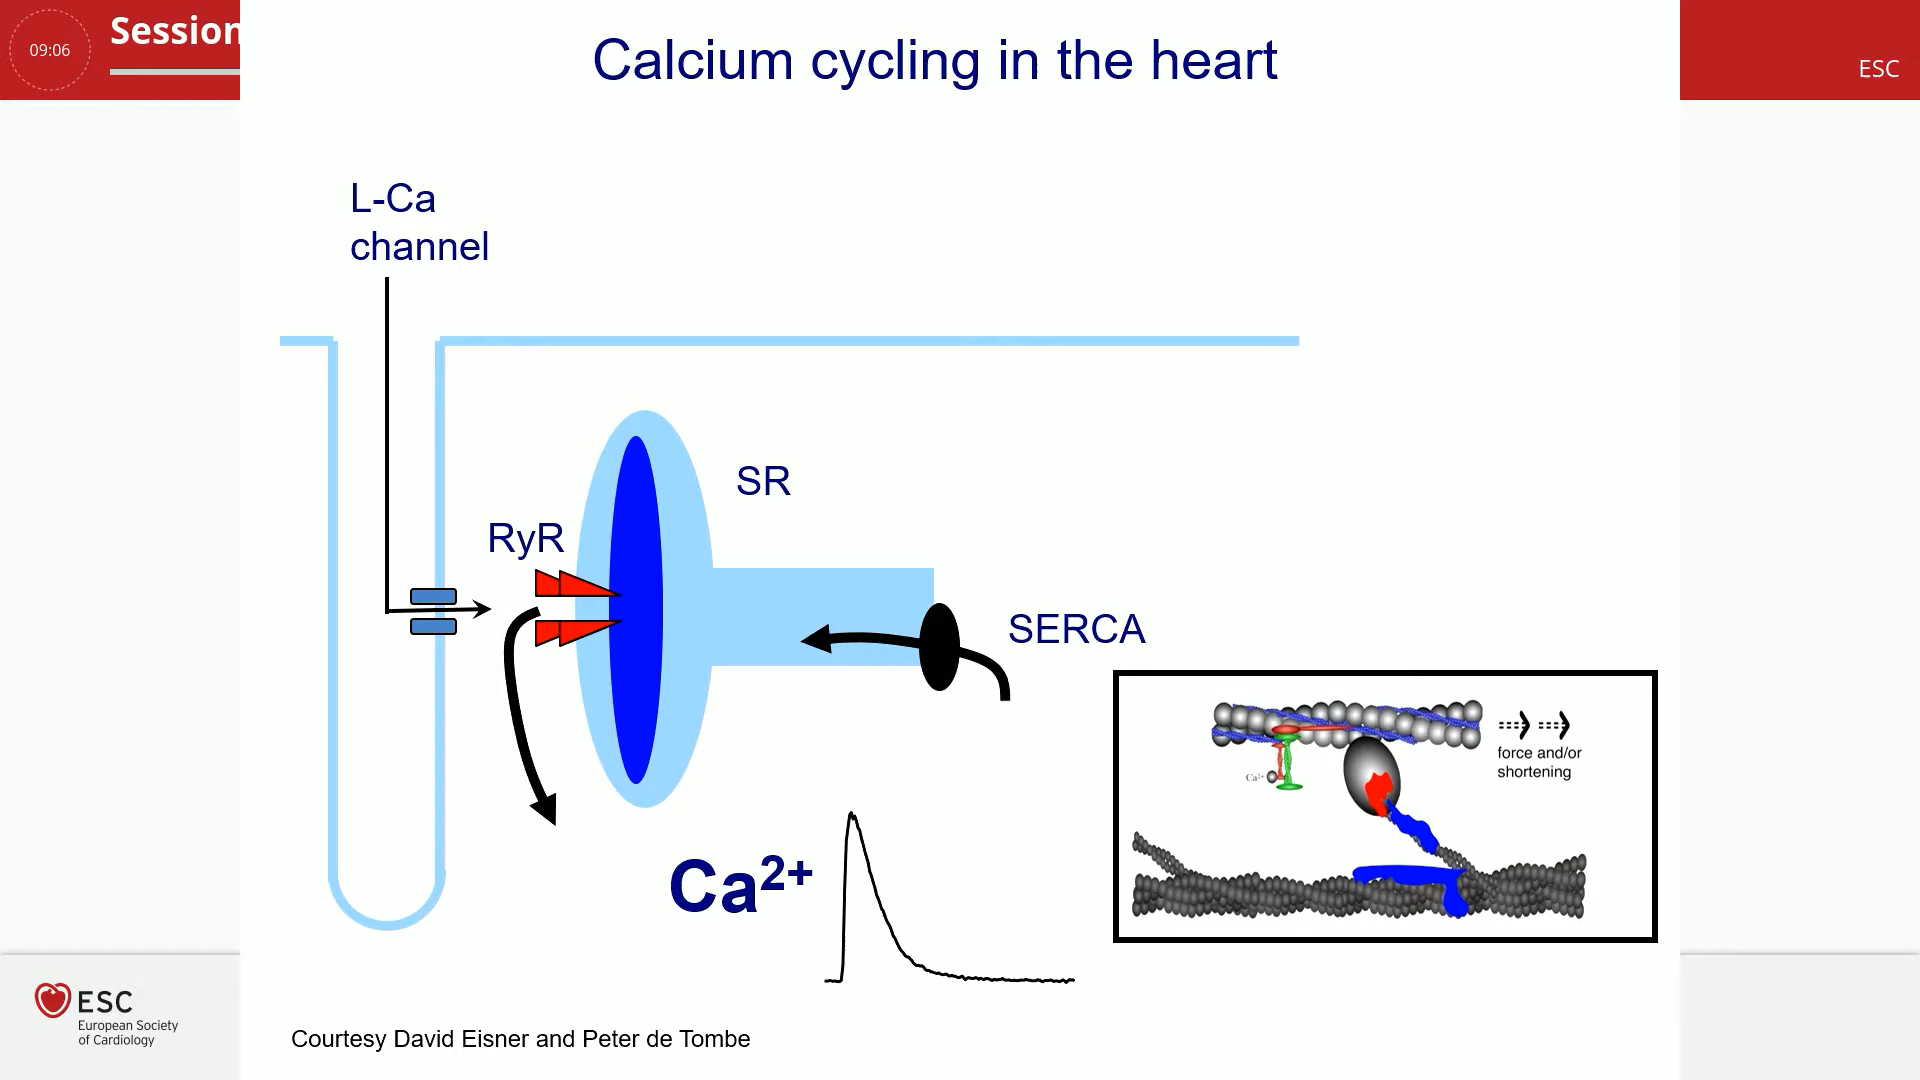 09:06
Session
Calcium cycling in the heart
ESC
L-Ca
channel
SR
RyR
SERCA
force and/or
shortening
Ca2+
Ca²⁺
ESC
European Society
of Cardiology
Courtesy David Eisner and Peter de Tombe